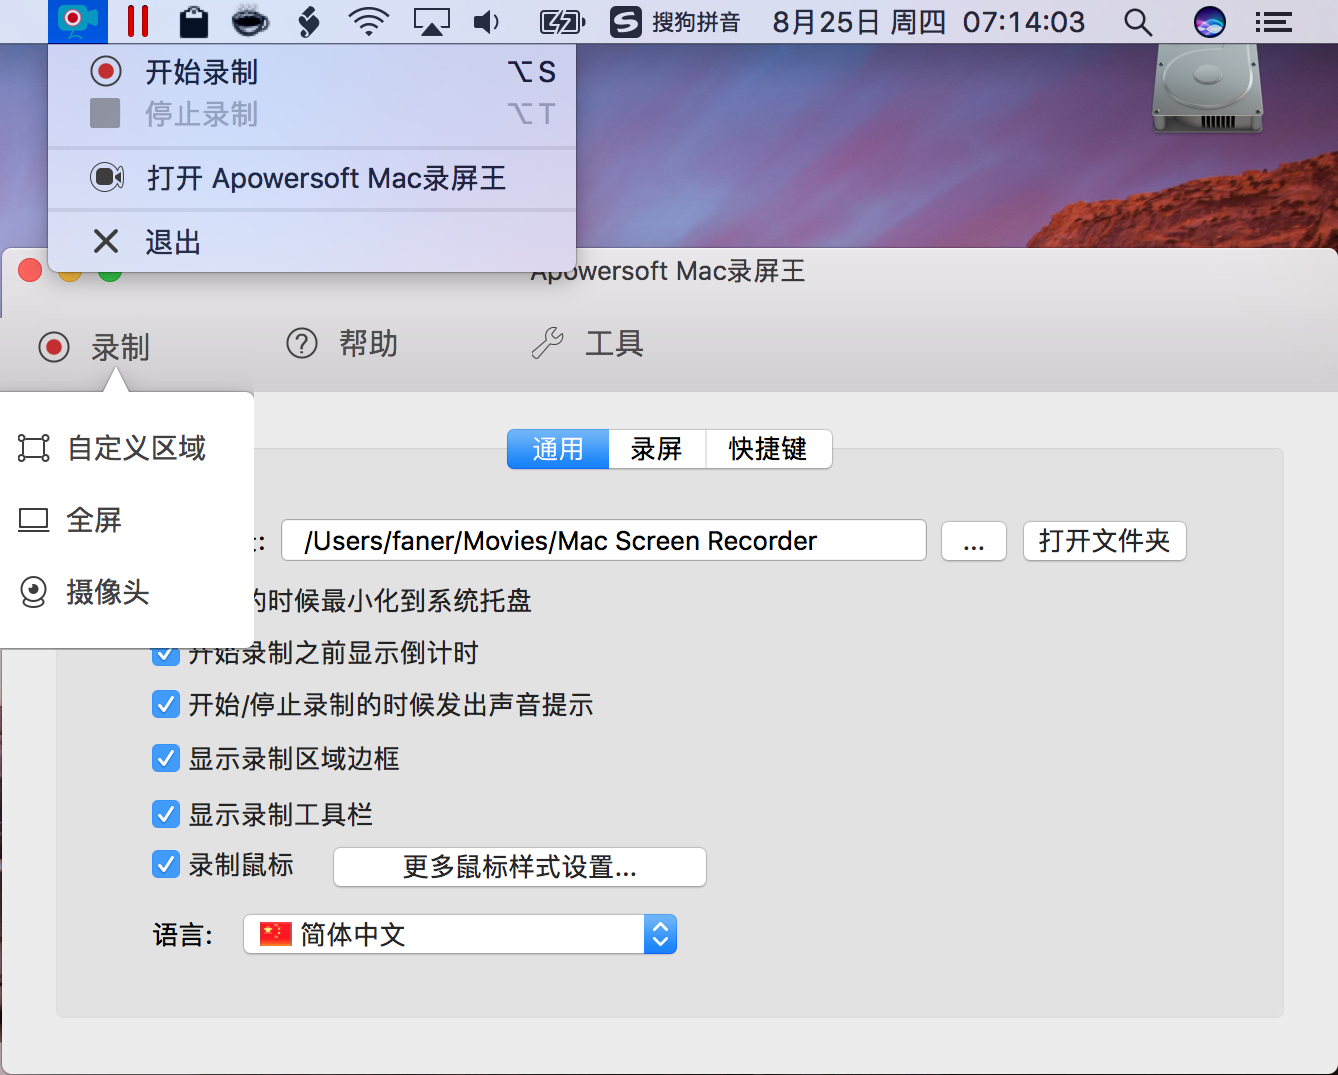 搜狗拼音 8月25日 周四 07:14:03
开始录制 ⌥S
停止录制 ⌥T
打开 Apowersoft Mac录屏王
退出
Apowersoft Mac录屏王
录制 帮助 工具
自定义区域
全屏
摄像头
通用 录屏 快捷键
: /Users/faner/Movies/Mac Screen Recorder ... 打开文件夹
的时候最小化到系统托盘
开始录制之前显示倒计时
开始/停止录制的时候发出声音提示
显示录制区域边框
显示录制工具栏
录制鼠标 更多鼠标样式设置...
语言: 简体中文